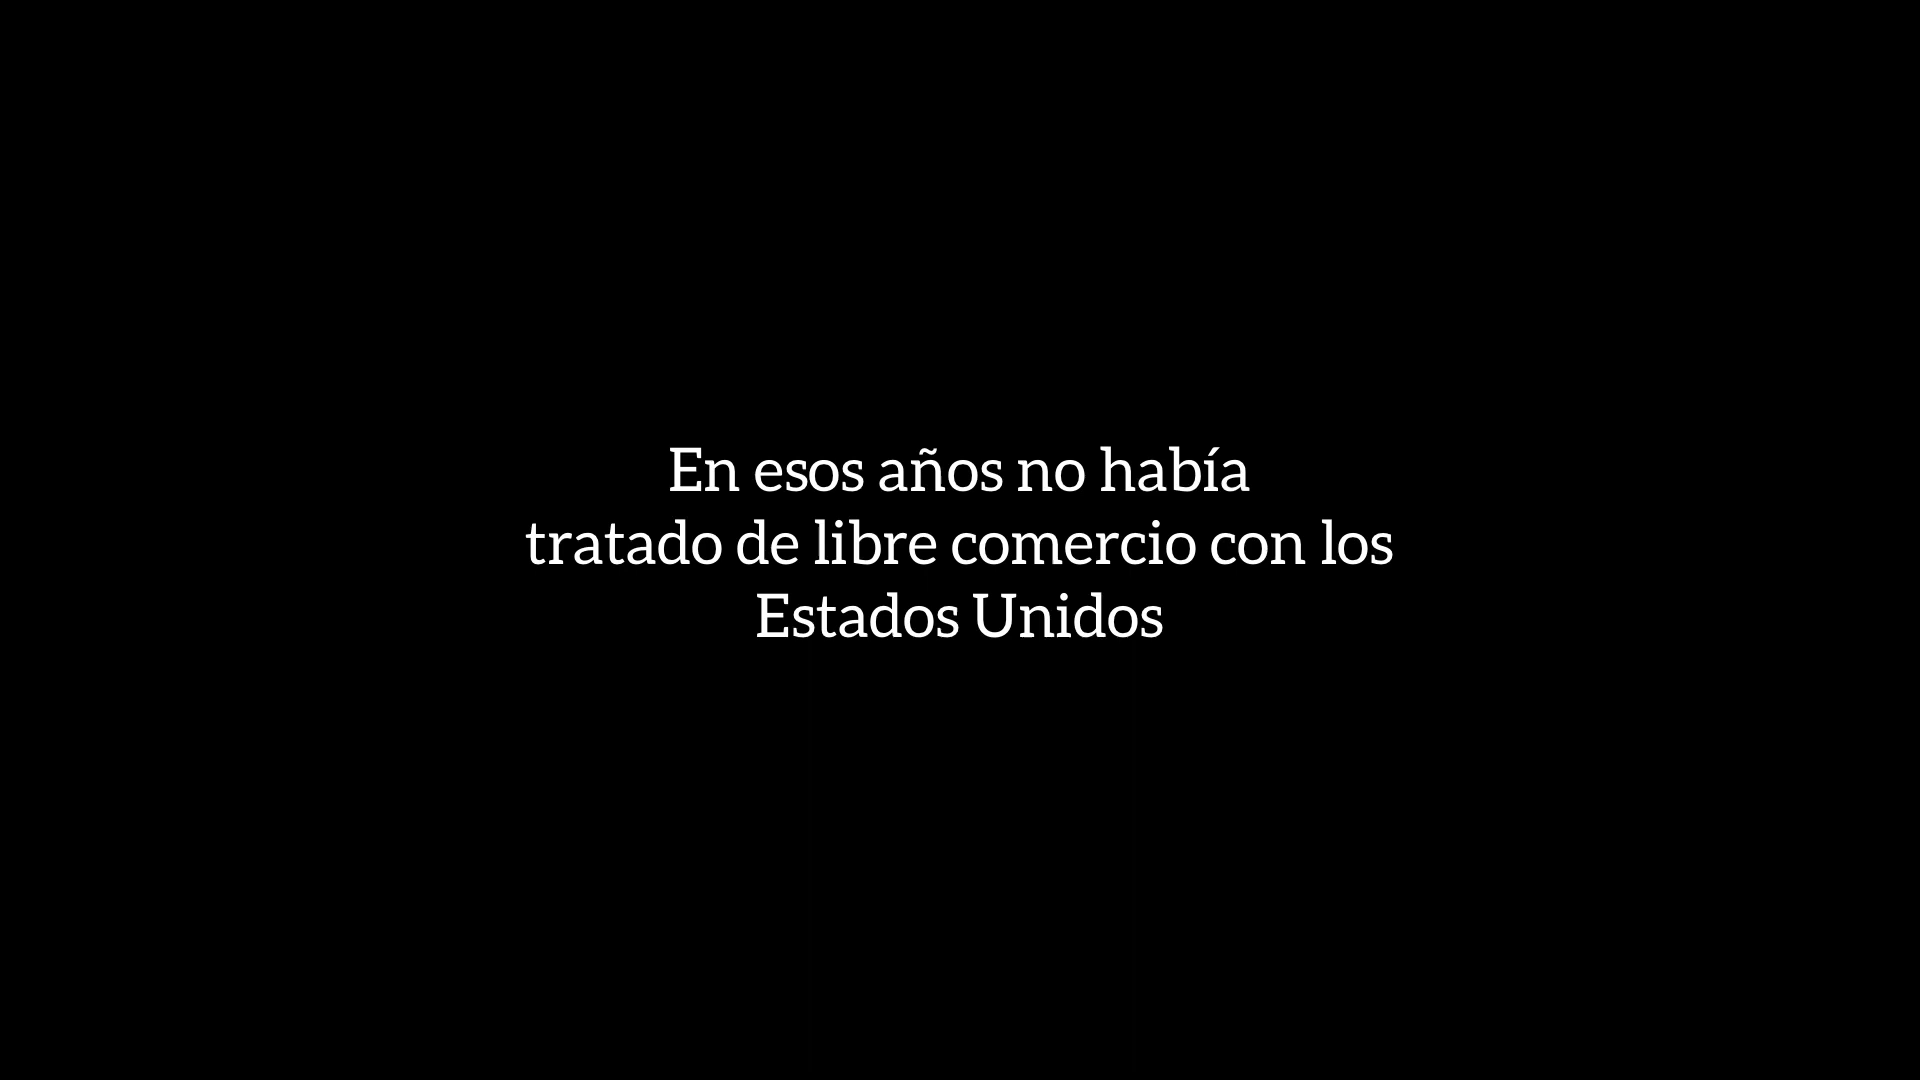 En esos años no había
tratado de libre comercio con los
Estados Unidos